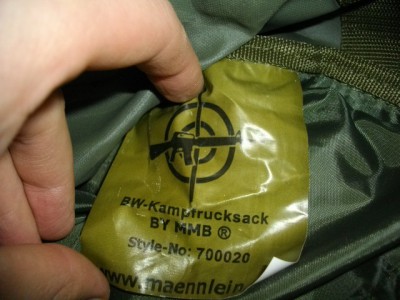 BW-Kampfrucksack
BY MMB ®
Style-No: 700020
www.maennlein